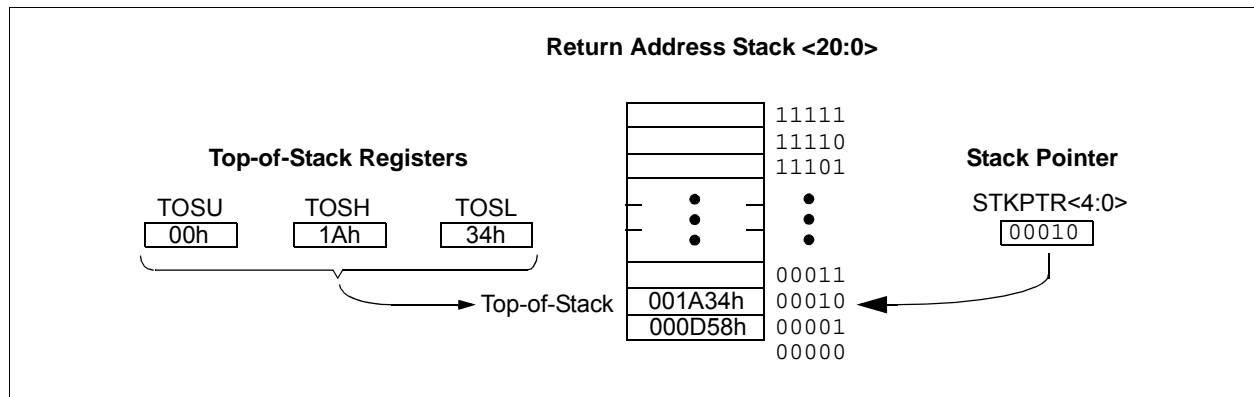 Return Address Stack <20:0>
11111
11110
11101
Top-of-Stack Registers
Stack Pointer
TOSU TOSH TOSL
00h 1Ah 34h
STKPTR<4:0>
00010
00011
Top-of-Stack 001A34h 00010
000D58h 00001
00000